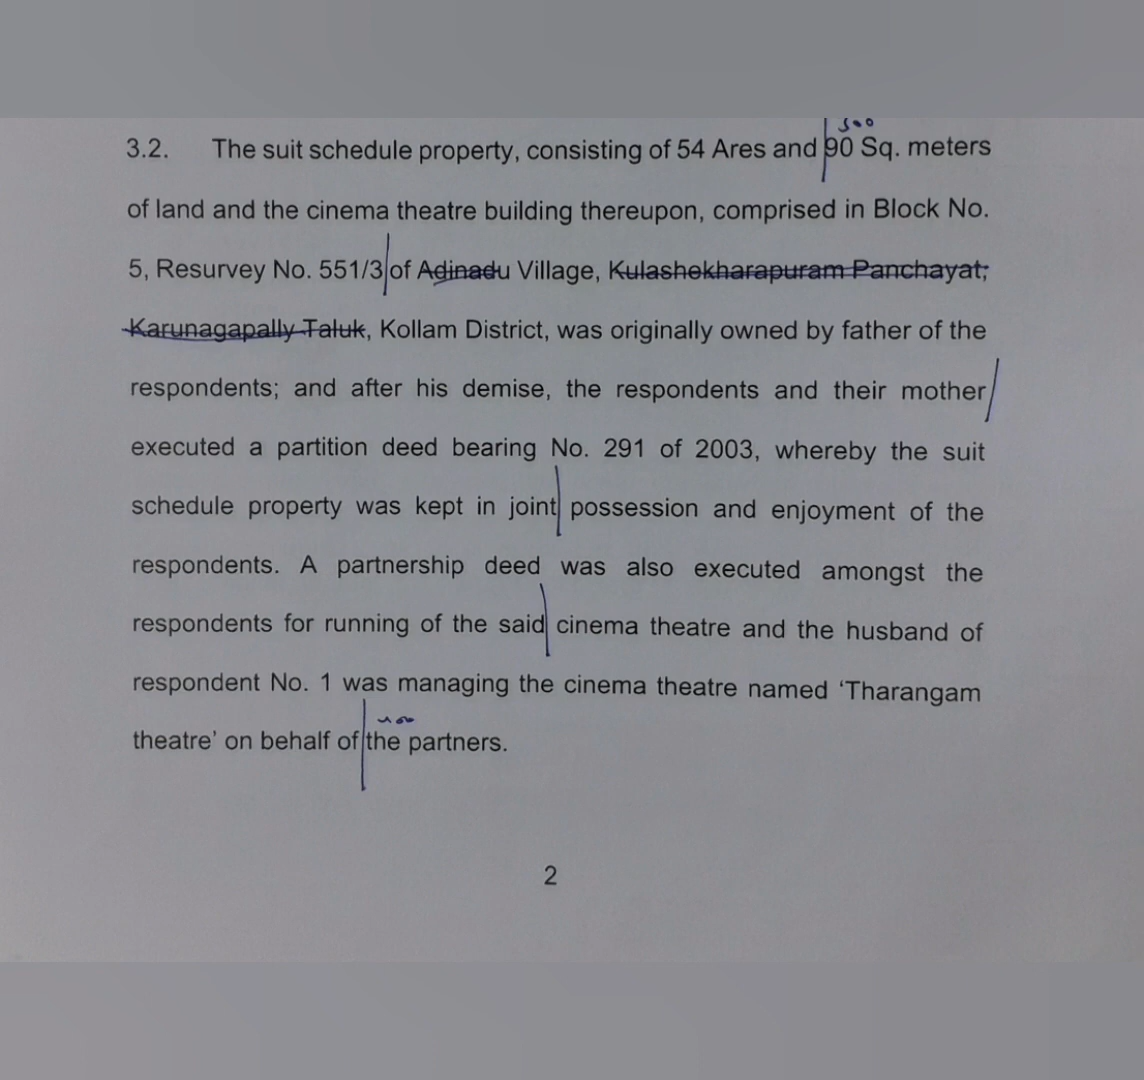 300
3.2. The suit schedule property, consisting of 54 Ares and 90 Sq. meters
of land and the cinema theatre building thereupon, comprised in Block No.
5, Resurvey No. 551/3 of Adinadu Village, Kulashekharapuram Panchayat,
Karunagapally Taluk, Kollam District, was originally owned by father of the
respondents; and after his demise, the respondents and their mother
executed a partition deed bearing No. 291 of 2003, whereby the suit
schedule property was kept in joint possession and enjoyment of the
respondents. A partnership deed was also executed amongst the
respondents for running of the said cinema theatre and the husband of
respondent No. 1 was managing the cinema theatre named ‘Tharangam
theatre’ on behalf of the partners.
2